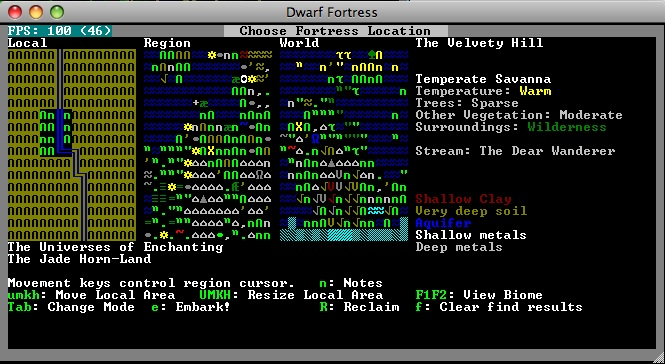 Dwarf Fortress
FPS: 100 (46)
Choose Fortress Location
Local
Region
World
The Velvety Hill
Temperate Savanna
Temperature: Warm
Trees: Sparse
Other Vegetation: Moderate
Surroundings: Wilderness
Stream: The Dear Wanderer
Shallow Clay
Very deep soil
Aquifer
Shallow metals
Deep metals
The Universes of Enchanting
The Jade Horn-Land
Movement keys control region cursor. n: Notes
umkh: Move Local Area UMKH: Resize Local Area F1F2: View Biome
Tab: Change Mode e: Embark! R: Reclaim f: Clear find results